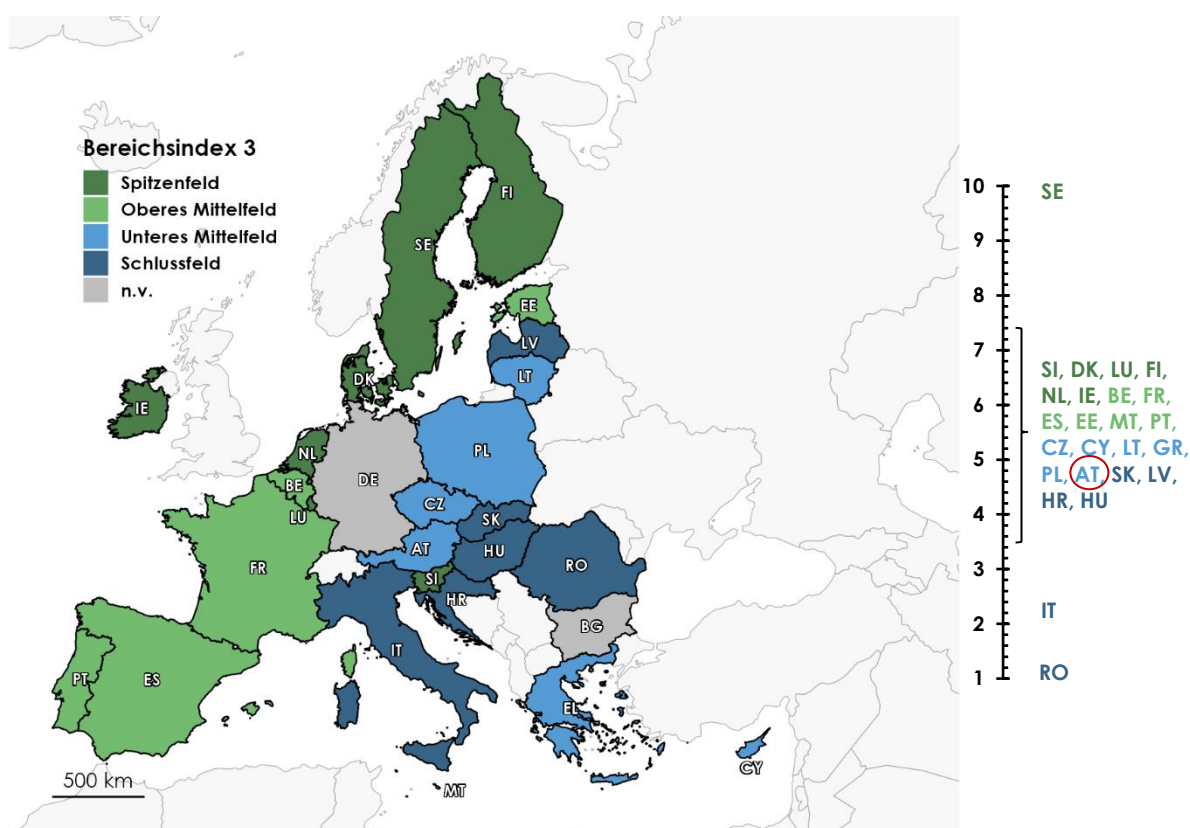 Bereichsindex 3
Spitzenfeld
Oberes Mittelfeld
Unteres Mittelfeld
Schlussfeld
n.v.
FI
SE
EE
LV
LT
DK
IE
NL
PL
DE
BE
LU
CZ
SK
AT
HU
FR
SI
RO
HR
BG
IT
PT
ES
EL
CY
MT
500 km
10
9
8
7
6
5
4
3
2
1
SE
SI, DK, LU, FI,
NL, IE, BE, FR,
ES, EE, MT, PT,
CZ, CY, LT, GR,
PL, AT, SK, LV,
HR, HU
IT
RO